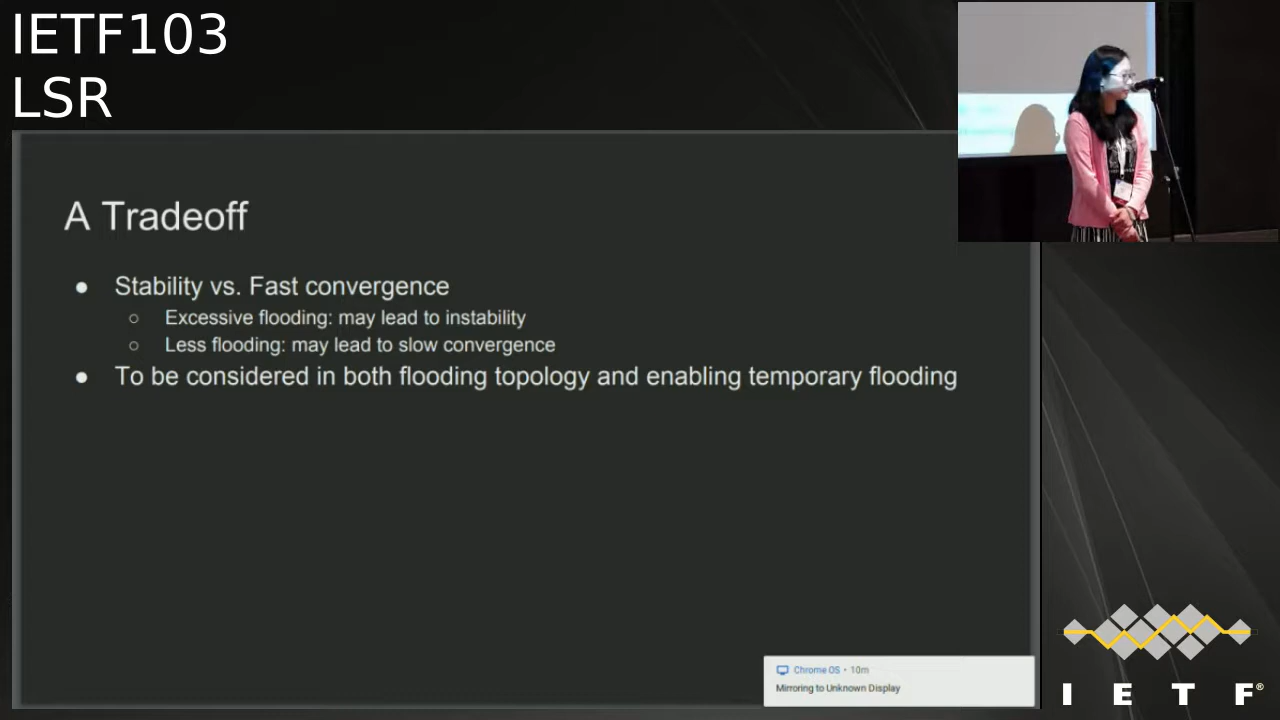 IETF103
LSR
A Tradeoff
● Stability vs. Fast convergence
○ Excessive flooding: may lead to instability
○ Less flooding: may lead to slow convergence
● To be considered in both flooding topology and enabling temporary flooding
Chrome OS • 10m
Mirroring to Unknown Display
I E T F®